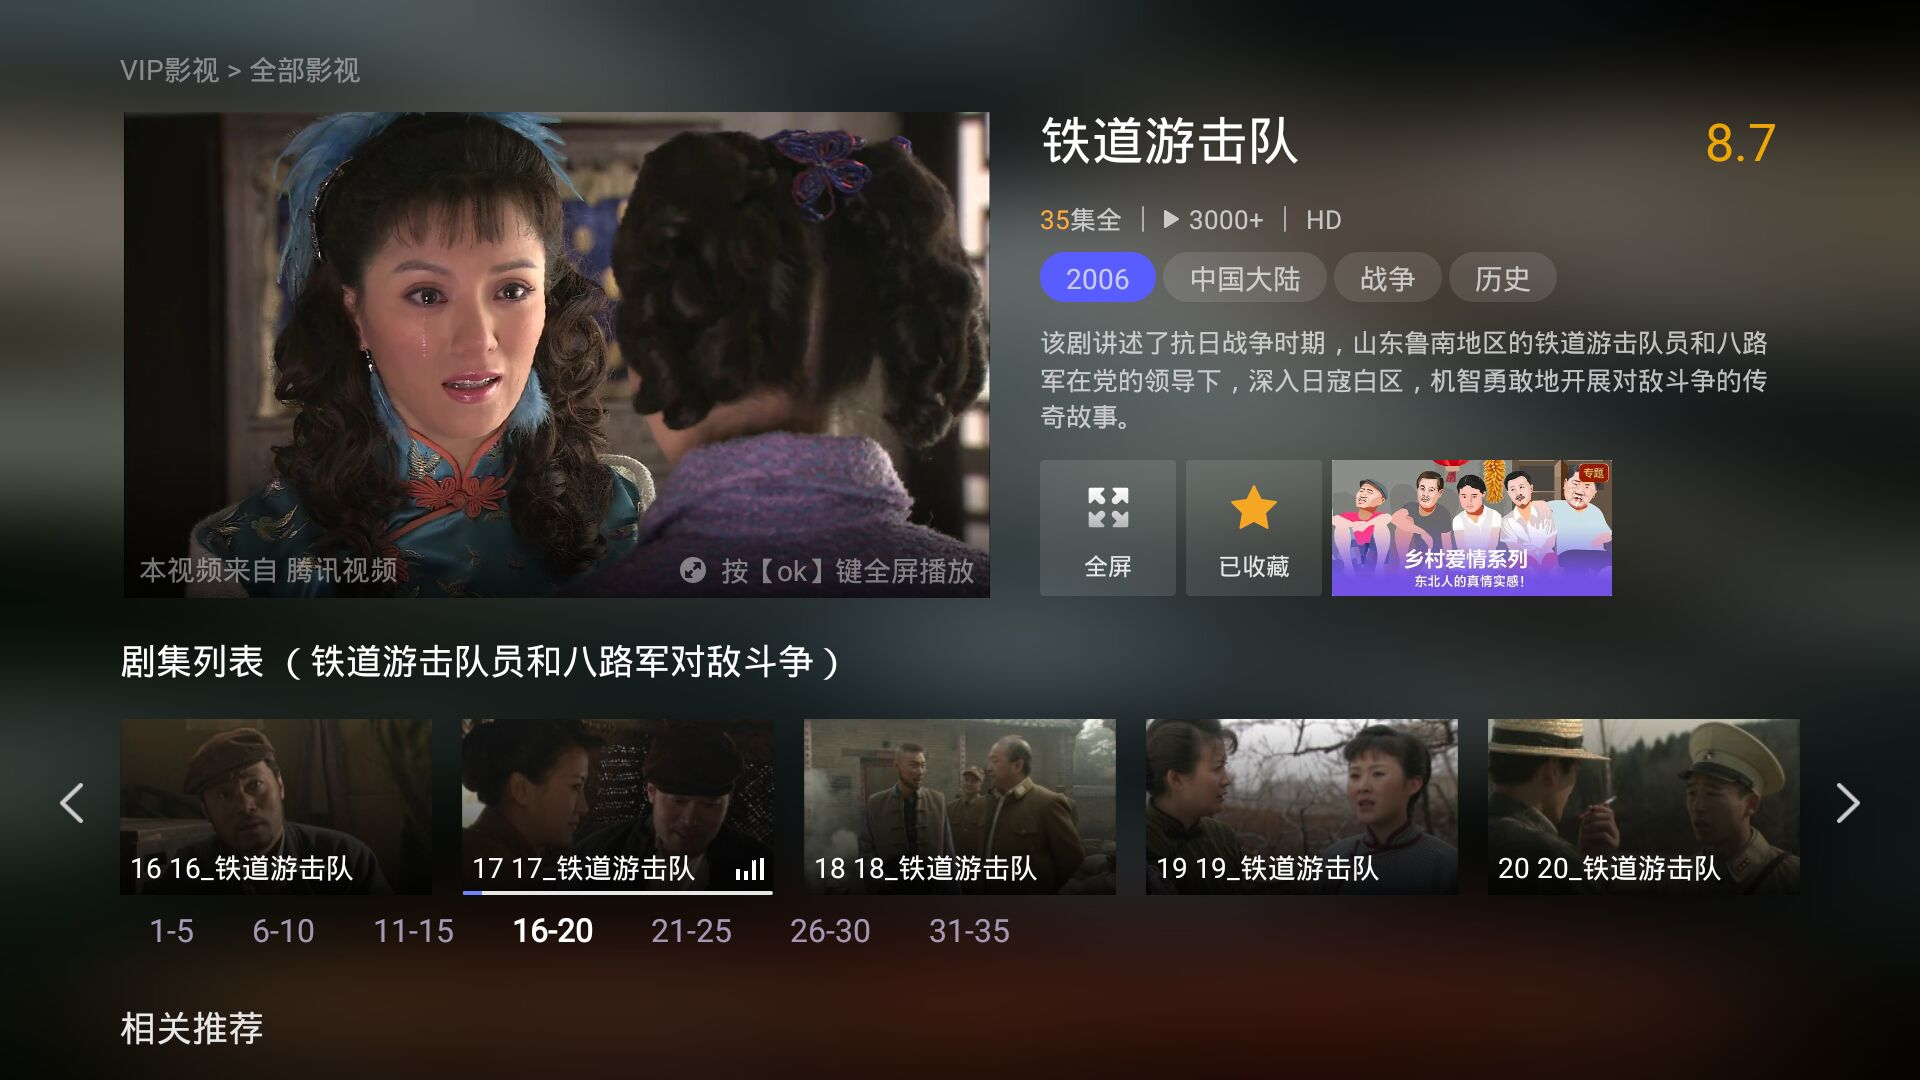 VIP影视 > 全部影视
本视频来自 腾讯视频
按【ok】键全屏播放
铁道游击队
8.7
35集全 | 3000+ | HD
2006 中国大陆 战争 历史
该剧讲述了抗日战争时期，山东鲁南地区的铁道游击队员和八路
军在党的领导下，深入日寇白区，机智勇敢地开展对敌斗争的传
奇故事。
全屏
已收藏
专题
乡村爱情系列
东北人的真情实感!
剧集列表 （铁道游击队员和八路军对敌斗争）
16 16_铁道游击队
17 17_铁道游击队
18 18_铁道游击队
19 19_铁道游击队
20 20_铁道游击队
1-5 6-10 11-15 16-20 21-25 26-30 31-35
相关推荐